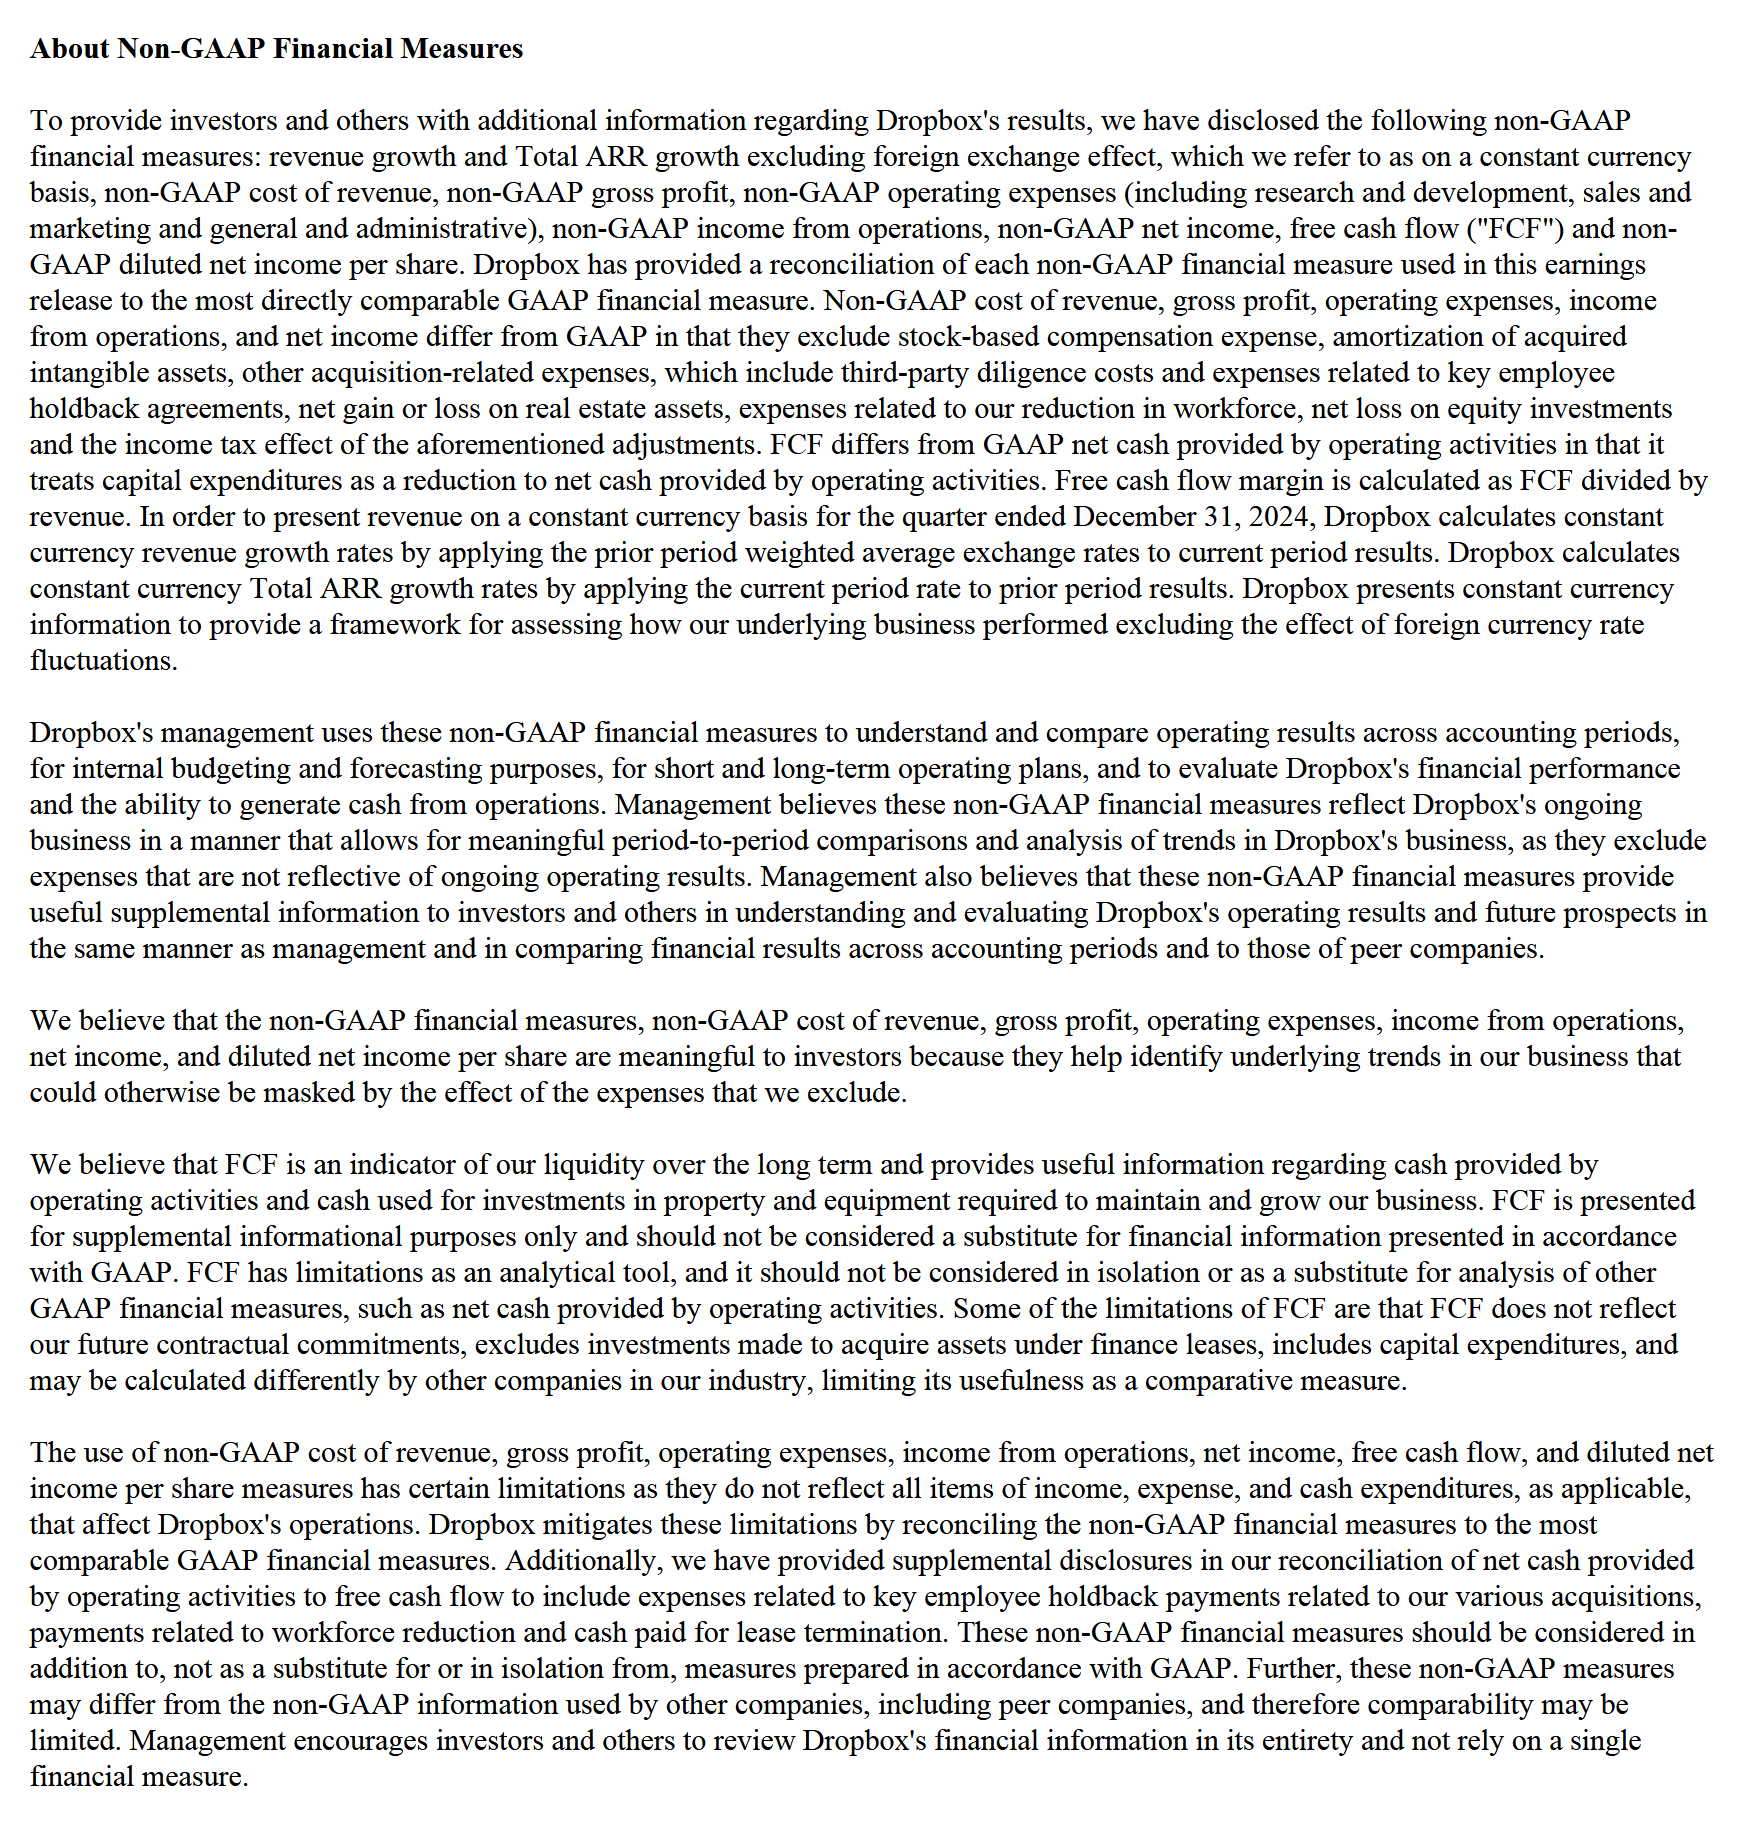 About Non-GAAP Financial Measures
To provide investors and others with additional information regarding Dropbox's results, we have disclosed the following non-GAAP
financial measures: revenue growth and Total ARR growth excluding foreign exchange effect, which we refer to as on a constant currency
basis, non-GAAP cost of revenue, non-GAAP gross profit, non-GAAP operating expenses (including research and development, sales and
marketing and general and administrative), non-GAAP income from operations, non-GAAP net income, free cash flow ("FCF") and non-
GAAP diluted net income per share. Dropbox has provided a reconciliation of each non-GAAP financial measure used in this earnings
release to the most directly comparable GAAP financial measure. Non-GAAP cost of revenue, gross profit, operating expenses, income
from operations, and net income differ from GAAP in that they exclude stock-based compensation expense, amortization of acquired
intangible assets, other acquisition-related expenses, which include third-party diligence costs and expenses related to key employee
holdback agreements, net gain or loss on real estate assets, expenses related to our reduction in workforce, net loss on equity investments
and the income tax effect of the aforementioned adjustments. FCF differs from GAAP net cash provided by operating activities in that it
treats capital expenditures as a reduction to net cash provided by operating activities. Free cash flow margin is calculated as FCF divided by
revenue. In order to present revenue on a constant currency basis for the quarter ended December 31, 2024, Dropbox calculates constant
currency revenue growth rates by applying the prior period weighted average exchange rates to current period results. Dropbox calculates
constant currency Total ARR growth rates by applying the current period rate to prior period results. Dropbox presents constant currency
information to provide a framework for assessing how our underlying business performed excluding the effect of foreign currency rate
fluctuations.
Dropbox's management uses these non-GAAP financial measures to understand and compare operating results across accounting periods,
for internal budgeting and forecasting purposes, for short and long-term operating plans, and to evaluate Dropbox's financial performance
and the ability to generate cash from operations. Management believes these non-GAAP financial measures reflect Dropbox's ongoing
business in a manner that allows for meaningful period-to-period comparisons and analysis of trends in Dropbox's business, as they exclude
expenses that are not reflective of ongoing operating results. Management also believes that these non-GAAP financial measures provide
useful supplemental information to investors and others in understanding and evaluating Dropbox's operating results and future prospects in
the same manner as management and in comparing financial results across accounting periods and to those of peer companies.
We believe that the non-GAAP financial measures, non-GAAP cost of revenue, gross profit, operating expenses, income from operations,
net income, and diluted net income per share are meaningful to investors because they help identify underlying trends in our business that
could otherwise be masked by the effect of the expenses that we exclude.
We believe that FCF is an indicator of our liquidity over the long term and provides useful information regarding cash provided by
operating activities and cash used for investments in property and equipment required to maintain and grow our business. FCF is presented
for supplemental informational purposes only and should not be considered a substitute for financial information presented in accordance
with GAAP. FCF has limitations as an analytical tool, and it should not be considered in isolation or as a substitute for analysis of other
GAAP financial measures, such as net cash provided by operating activities. Some of the limitations of FCF are that FCF does not reflect
our future contractual commitments, excludes investments made to acquire assets under finance leases, includes capital expenditures, and
may be calculated differently by other companies in our industry, limiting its usefulness as a comparative measure.
The use of non-GAAP cost of revenue, gross profit, operating expenses, income from operations, net income, free cash flow, and diluted net
income per share measures has certain limitations as they do not reflect all items of income, expense, and cash expenditures, as applicable,
that affect Dropbox's operations. Dropbox mitigates these limitations by reconciling the non-GAAP financial measures to the most
comparable GAAP financial measures. Additionally, we have provided supplemental disclosures in our reconciliation of net cash provided
by operating activities to free cash flow to include expenses related to key employee holdback payments related to our various acquisitions,
payments related to workforce reduction and cash paid for lease termination. These non-GAAP financial measures should be considered in
addition to, not as a substitute for or in isolation from, measures prepared in accordance with GAAP. Further, these non-GAAP measures
may differ from the non-GAAP information used by other companies, including peer companies, and therefore comparability may be
limited. Management encourages investors and others to review Dropbox's financial information in its entirety and not rely on a single
financial measure.